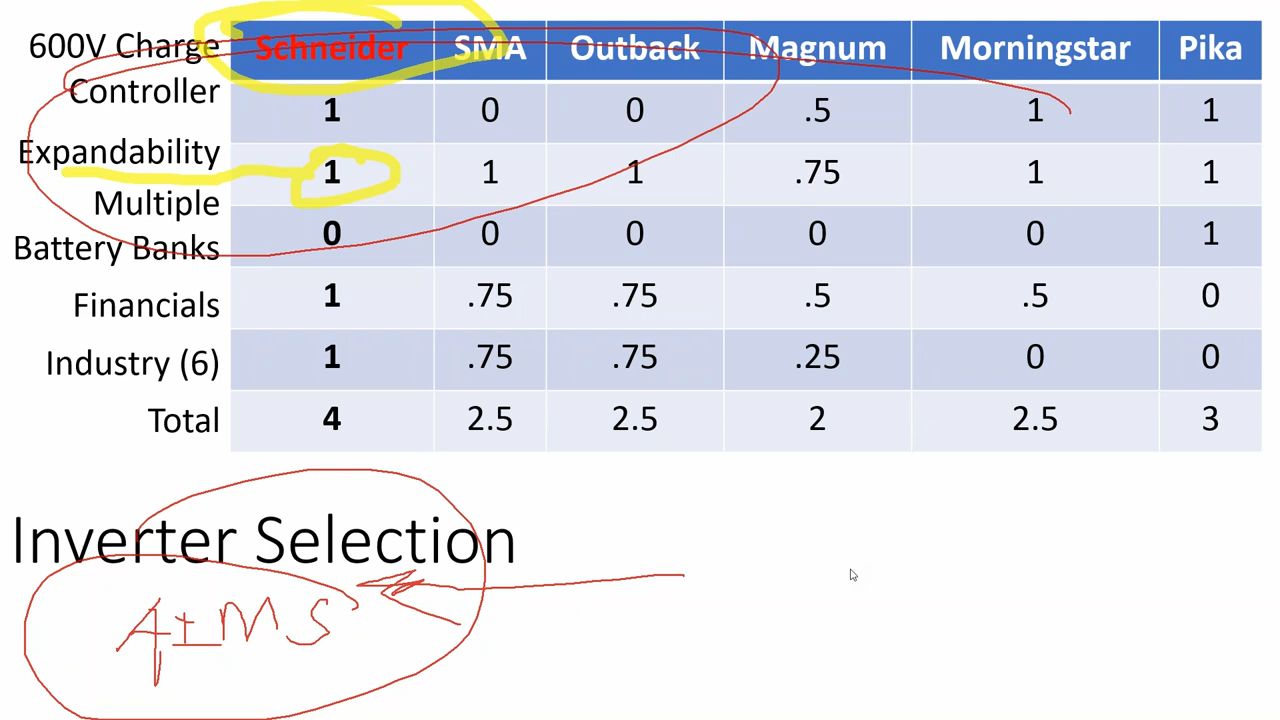 600V Charge Controller
Schneider SMA Outback Magnum Morningstar Pika
1 0 0 .5 1 1
Expandability 1 1 1 .75 1 1
Multiple Battery Banks 0 0 0 0 0 1
Financials 1 .75 .75 .5 .5 0
Industry (6) 1 .75 .75 .25 0 0
Total 4 2.5 2.5 2 2.5 3
Inverter Selection
AIMS